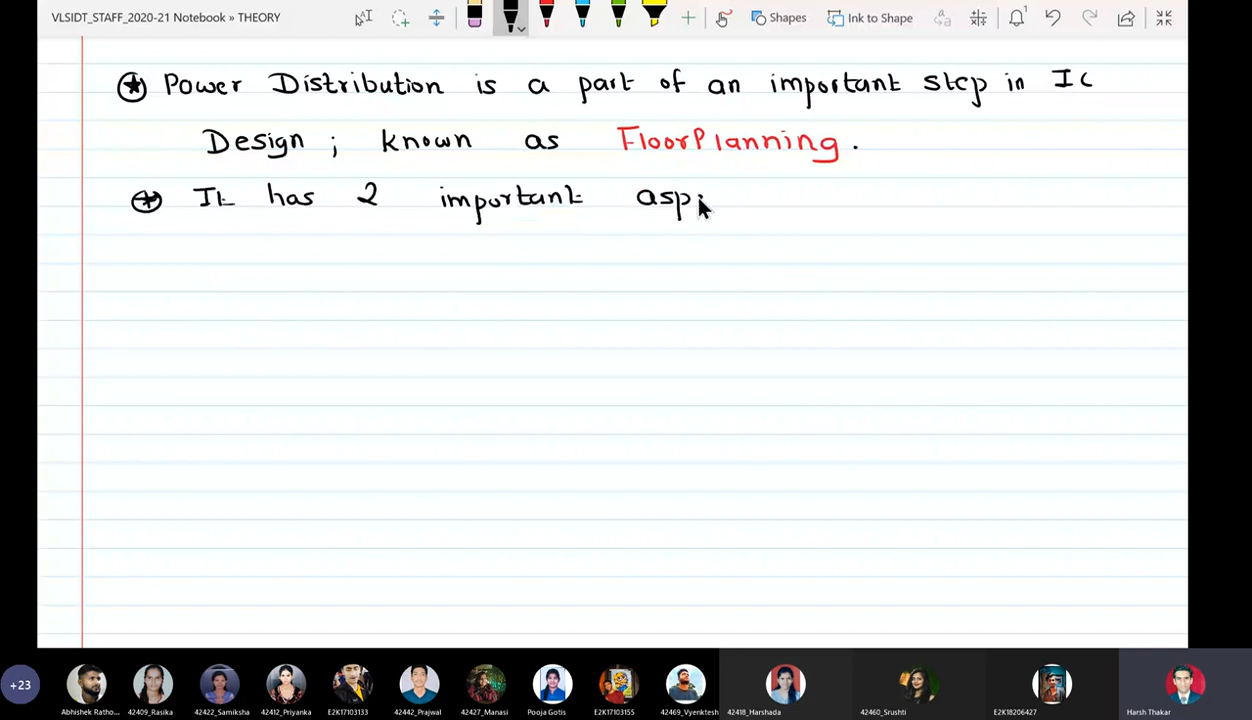 VLSIDT_STAFF_2020-21 Notebook » THEORY
Shapes
Ink to Shape
Power Distribution is a part of an important step in IC
Design ; known as FloorPlanning .
It has 2 important asp
+23
Abhishek Ratho...
42409_Rasika
42422_Samiksha
42412_Priyanka
E2K17103133
42442_Prajwal
42427_Manasi
Pooja Gotis
E2K17103155
42469_Vyenktesh
42418_Harshada
42460_Srushti
E2K18206427
Harsh Thakar